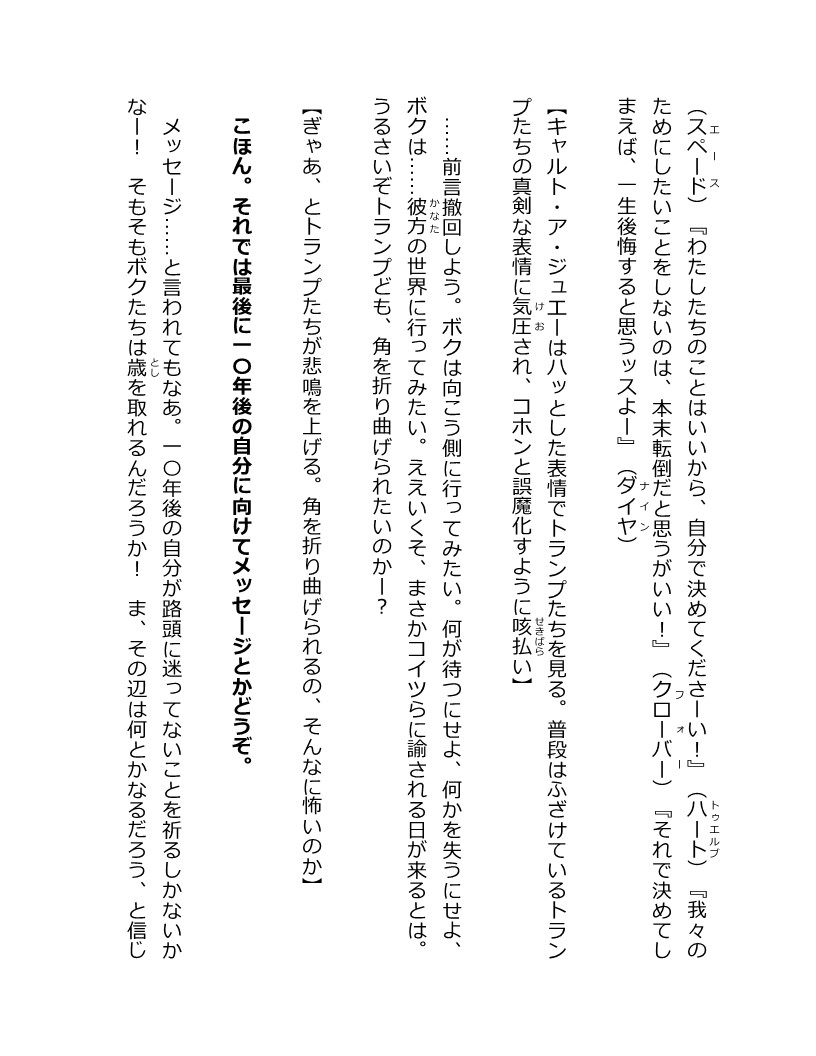 （スペード）　『わたしたちのことはいいから、自分で決めてくださーい！』　（ハート）　『我々の
ためにしたいことをしないのは、本末転倒だと思うがいい！』　（クローバー）　『それで決めてし
まえば、一生後悔すると思うッスよー』　（ダイヤ）
【キャルト・ア・ジュエーはハッとした表情でトランプたちを見る。普段はふざけているトラン
プたちの真剣な表情に気圧され、コホンと誤魔化すように咳払い】
……前言撤回しよう。ボクは向こう側に行ってみたい。何が待つにせよ、何かを失うにせよ、
ボクは……彼方の世界に行ってみたい。ええいくそ、まさかコイツらに諭される日が来るとは。
うるさいぞトランプども、角を折り曲げられたいのかー？
【ぎゃあ、とトランプたちが悲鳴を上げる。角を折り曲げられるの、そんなに怖いのか】
こほん。それでは最後に一〇年後の自分に向けてメッセージとかどうぞ。
メッセージ……と言われてもなあ。一〇年後の自分が路頭に迷ってないことを祈るしかないか
なー！　そもそもボクたちは歳を取れるんだろうか！　ま、その辺は何とかなるだろう、と信じ